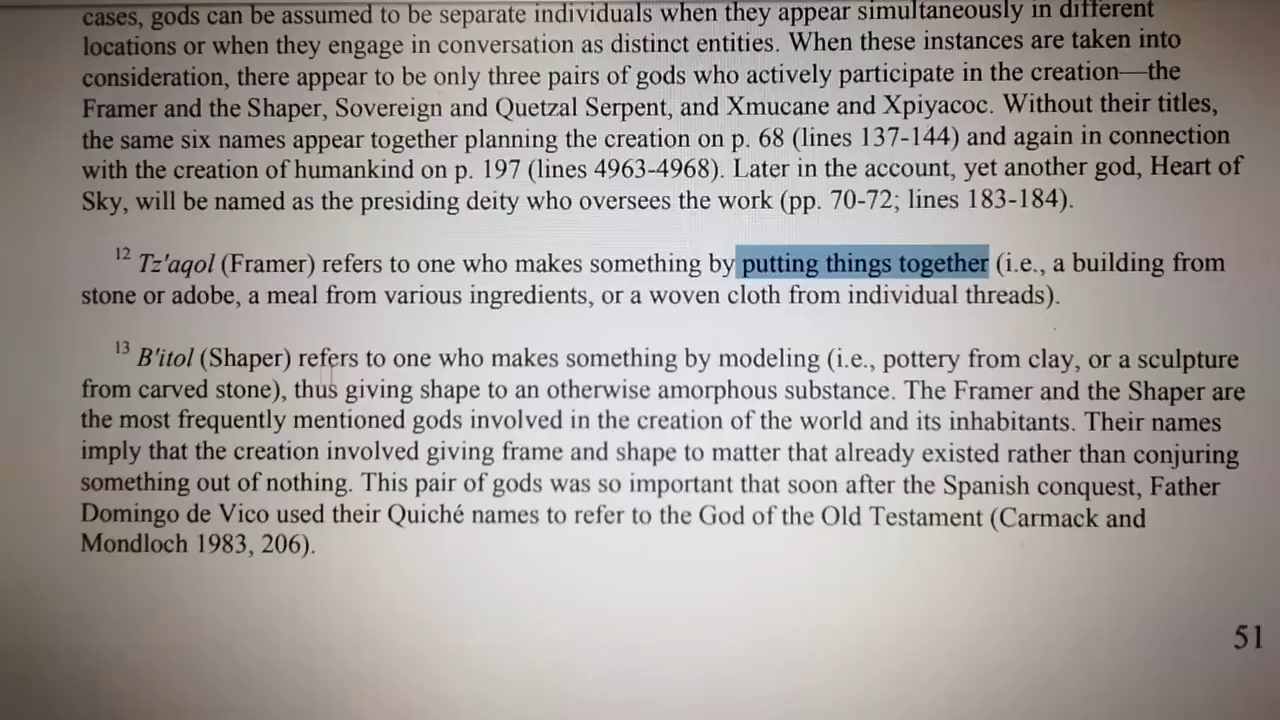 cases, gods can be assumed to be separate individuals when they appear simultaneously in different
locations or when they engage in conversation as distinct entities. When these instances are taken into
consideration, there appear to be only three pairs of gods who actively participate in the creation—the
Framer and the Shaper, Sovereign and Quetzal Serpent, and Xmucane and Xpiyacoc. Without their titles,
the same six names appear together planning the creation on p. 68 (lines 137-144) and again in connection
with the creation of humankind on p. 197 (lines 4963-4968). Later in the account, yet another god, Heart of
Sky, will be named as the presiding deity who oversees the work (pp. 70-72; lines 183-184).
12 Tz'aqol (Framer) refers to one who makes something by putting things together (i.e., a building from
stone or adobe, a meal from various ingredients, or a woven cloth from individual threads).
13 B'itol (Shaper) refers to one who makes something by modeling (i.e., pottery from clay, or a sculpture
from carved stone), thus giving shape to an otherwise amorphous substance. The Framer and the Shaper are
the most frequently mentioned gods involved in the creation of the world and its inhabitants. Their names
imply that the creation involved giving frame and shape to matter that already existed rather than conjuring
something out of nothing. This pair of gods was so important that soon after the Spanish conquest, Father
Domingo de Vico used their Quiché names to refer to the God of the Old Testament (Carmack and
Mondloch 1983, 206).
51